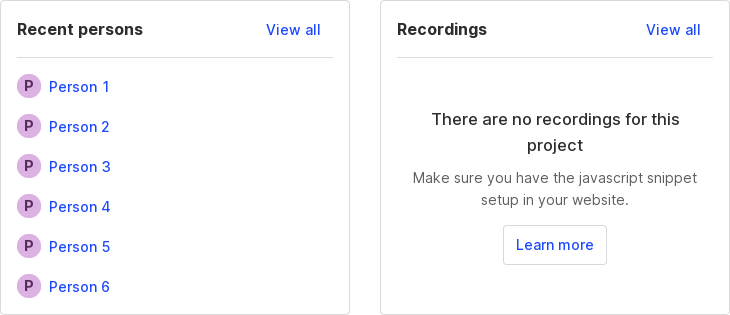 Recent persons
View all
P Person 1
P Person 2
P Person 3
P Person 4
P Person 5
P Person 6
Recordings
View all
There are no recordings for this
project
Make sure you have the javascript snippet
setup in your website.
Learn more